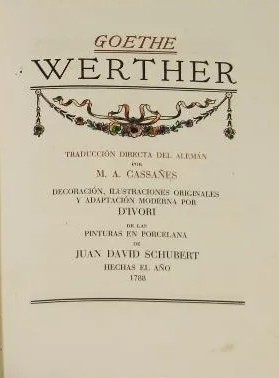 GOETHE
WERTHER
TRADUCCIÓN DIRECTA DEL ALEMÁN
POR
M. A. CASSAÑES
DECORACIÓN, ILUSTRACIONES ORIGINALES
Y ADAPTACIÓN MODERNA POR
D'IVORI
DE LAS
PINTURAS EN PORCELANA
DE
JUAN DAVID SCHUBERT
HECHAS EL AÑO
1788